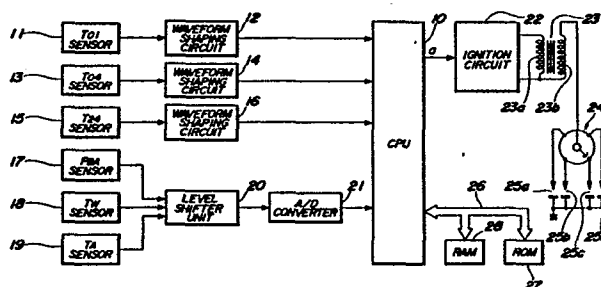 11
T01 SENSOR
12
WAVEFORM SHAPING CIRCUIT
13
T04 SENSOR
14
WAVEFORM SHAPING CIRCUIT
15
T24 SENSOR
16
WAVEFORM SHAPING CIRCUIT
17
PBA SENSOR
18
TW SENSOR
19
TA SENSOR
20
LEVEL SHIFTER UNIT
21
A/D CONVERTER
10
CPU
a
22
IGNITION CIRCUIT
23
23a
23b
24
25a
25b
25c
26
RAM
28
ROM
27